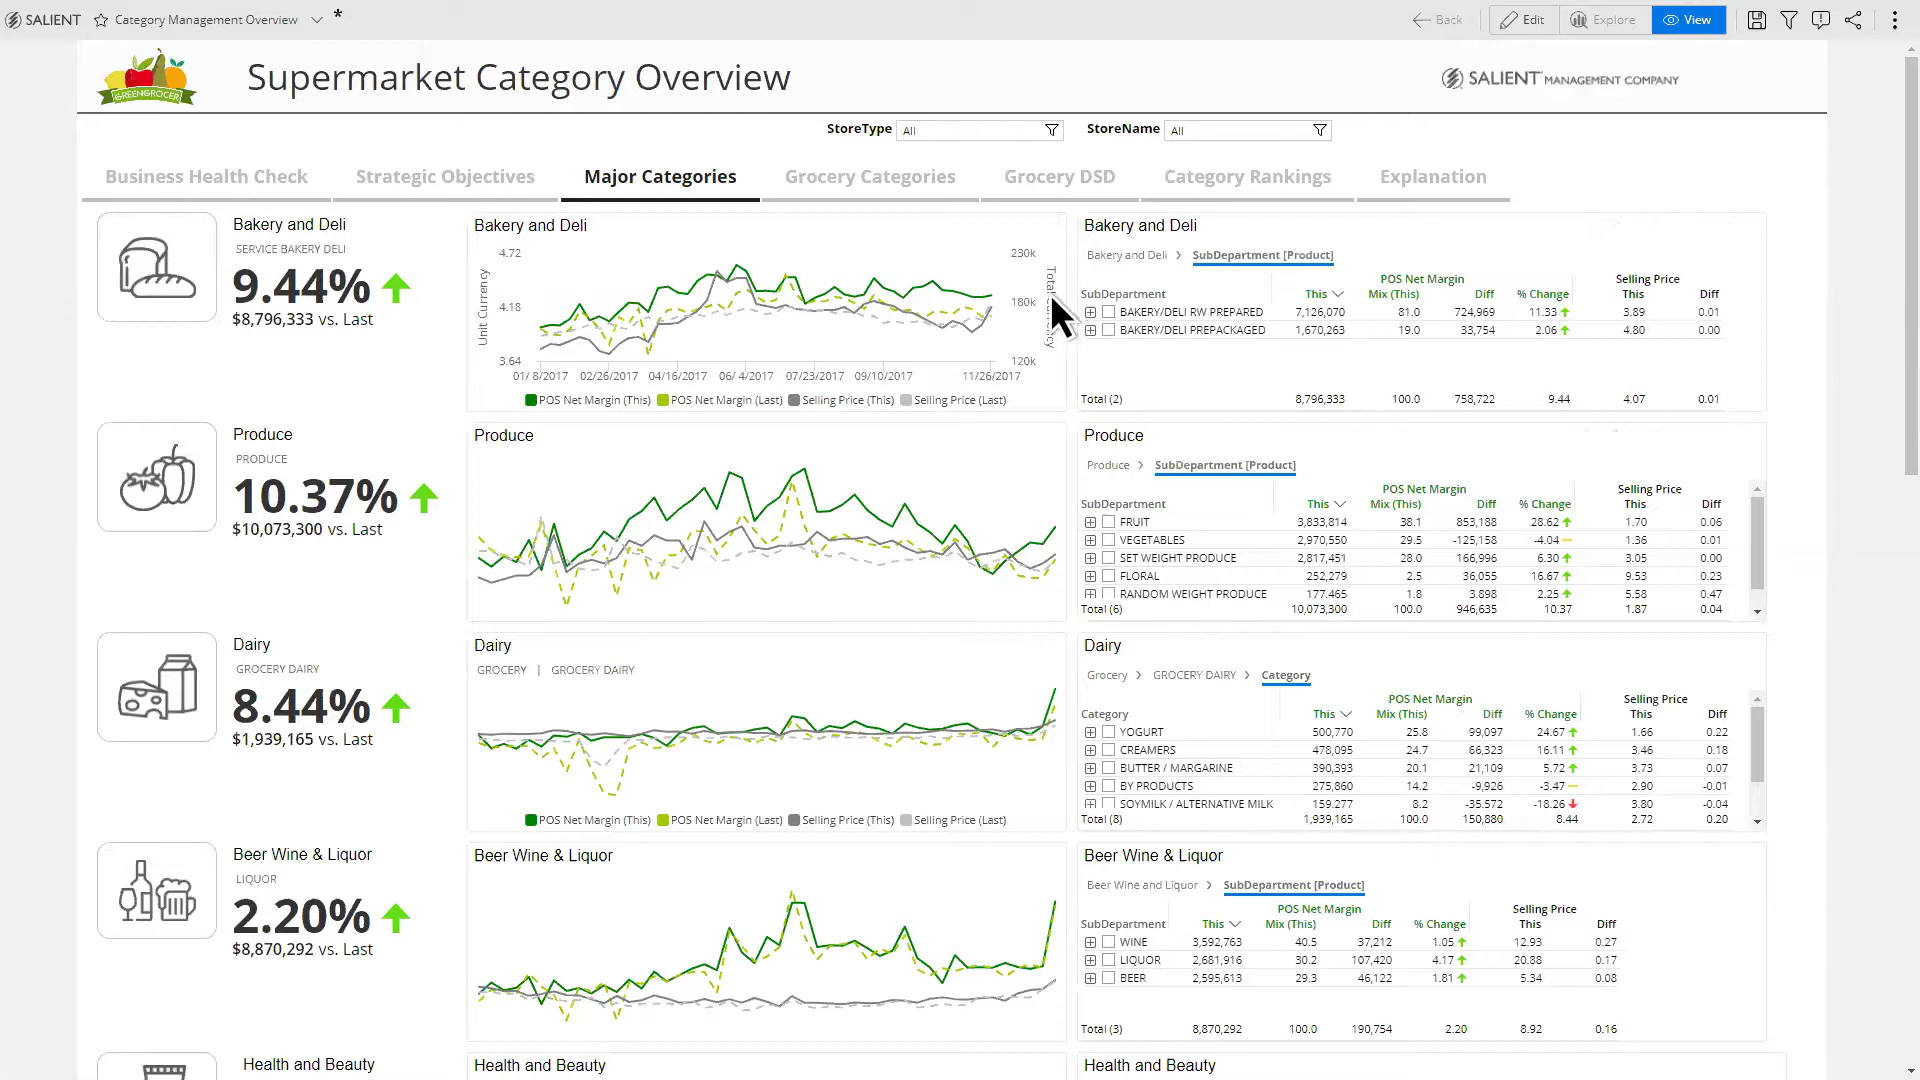 SALIENT Category Management Overview *
Back Edit Explore View
GREENGROCER
Supermarket Category Overview
SALIENT MANAGEMENT COMPANY
StoreType All StoreName All
Business Health Check Strategic Objectives Major Categories Grocery Categories Grocery DSD Category Rankings Explanation
Bakery and Deli
SERVICE BAKERY DELI
9.44%
$8,796,333 vs. Last
Bakery and Deli
Unit Currency
4.72
4.18
3.64
230k
180k
120k
01/ 8/2017 02/26/2017 04/16/2017 06/ 4/2017 07/23/2017 09/10/2017 11/26/2017
POS Net Margin (This) POS Net Margin (Last) Selling Price (This) Selling Price (Last)
Bakery and Deli
Bakery and Deli > SubDepartment [Product]
POS Net Margin Selling Price
SubDepartment This Mix (This) Diff % Change This Diff
BAKERY/DELI RW PREPARED 7,126,070 81.0 724,969 11.33 3.89 0.01
BAKERY/DELI PREPACKAGED 1,670,263 19.0 33,754 2.06 4.80 0.00
Total (2) 8,796,333 100.0 758,722 9.44 4.07 0.01
Produce
PRODUCE
10.37%
$10,073,300 vs. Last
Produce
Produce
Produce > SubDepartment [Product]
POS Net Margin Selling Price
SubDepartment This Mix (This) Diff % Change This Diff
FRUIT 3,833,814 38.1 853,188 28.62 1.70 0.06
VEGETABLES 2,970,550 29.5 -125,158 -4.04 1.36 0.01
SET WEIGHT PRODUCE 2,817,451 28.0 166,996 6.30 3.05 0.00
FLORAL 252,279 2.5 36,055 16.67 9.53 0.23
RANDOM WEIGHT PRODUCE 177,465 1.8 3,898 2.25 5.58 0.47
Total (6) 10,073,300 100.0 946,635 10.37 1.87 0.04
Dairy
GROCERY DAIRY
8.44%
$1,939,165 vs. Last
Dairy
GROCERY | GROCERY DAIRY
POS Net Margin (This) POS Net Margin (Last) Selling Price (This) Selling Price (Last)
Dairy
Grocery > GROCERY DAIRY > Category
POS Net Margin Selling Price
Category This Mix (This) Diff % Change This Diff
YOGURT 500,770 25.8 99,097 24.67 1.66 0.22
CREAMERS 478,095 24.7 66,323 16.11 3.46 0.18
BUTTER / MARGARINE 390,393 20.1 21,109 5.72 3.73 0.07
BY PRODUCTS 275,860 14.2 -9,926 -3.47 2.90 -0.01
SOYMILK / ALTERNATIVE MILK 159,277 8.2 -35,572 -18.26 3.80 -0.04
Total (8) 1,939,165 100.0 150,880 8.44 2.72 0.20
Beer Wine & Liquor
LIQUOR
2.20%
$8,870,292 vs. Last
Beer Wine & Liquor
Beer Wine & Liquor
Beer Wine and Liquor > SubDepartment [Product]
POS Net Margin Selling Price
SubDepartment This Mix (This) Diff % Change This Diff
WINE 3,592,763 40.5 37,212 1.05 12.93 0.27
LIQUOR 2,681,916 30.2 107,420 4.17 20.88 0.17
BEER 2,595,613 29.3 46,122 1.81 5.34 0.08
Total (3) 8,870,292 100.0 190,754 2.20 8.92 0.16
Health and Beauty
Health and Beauty
Health and Beauty